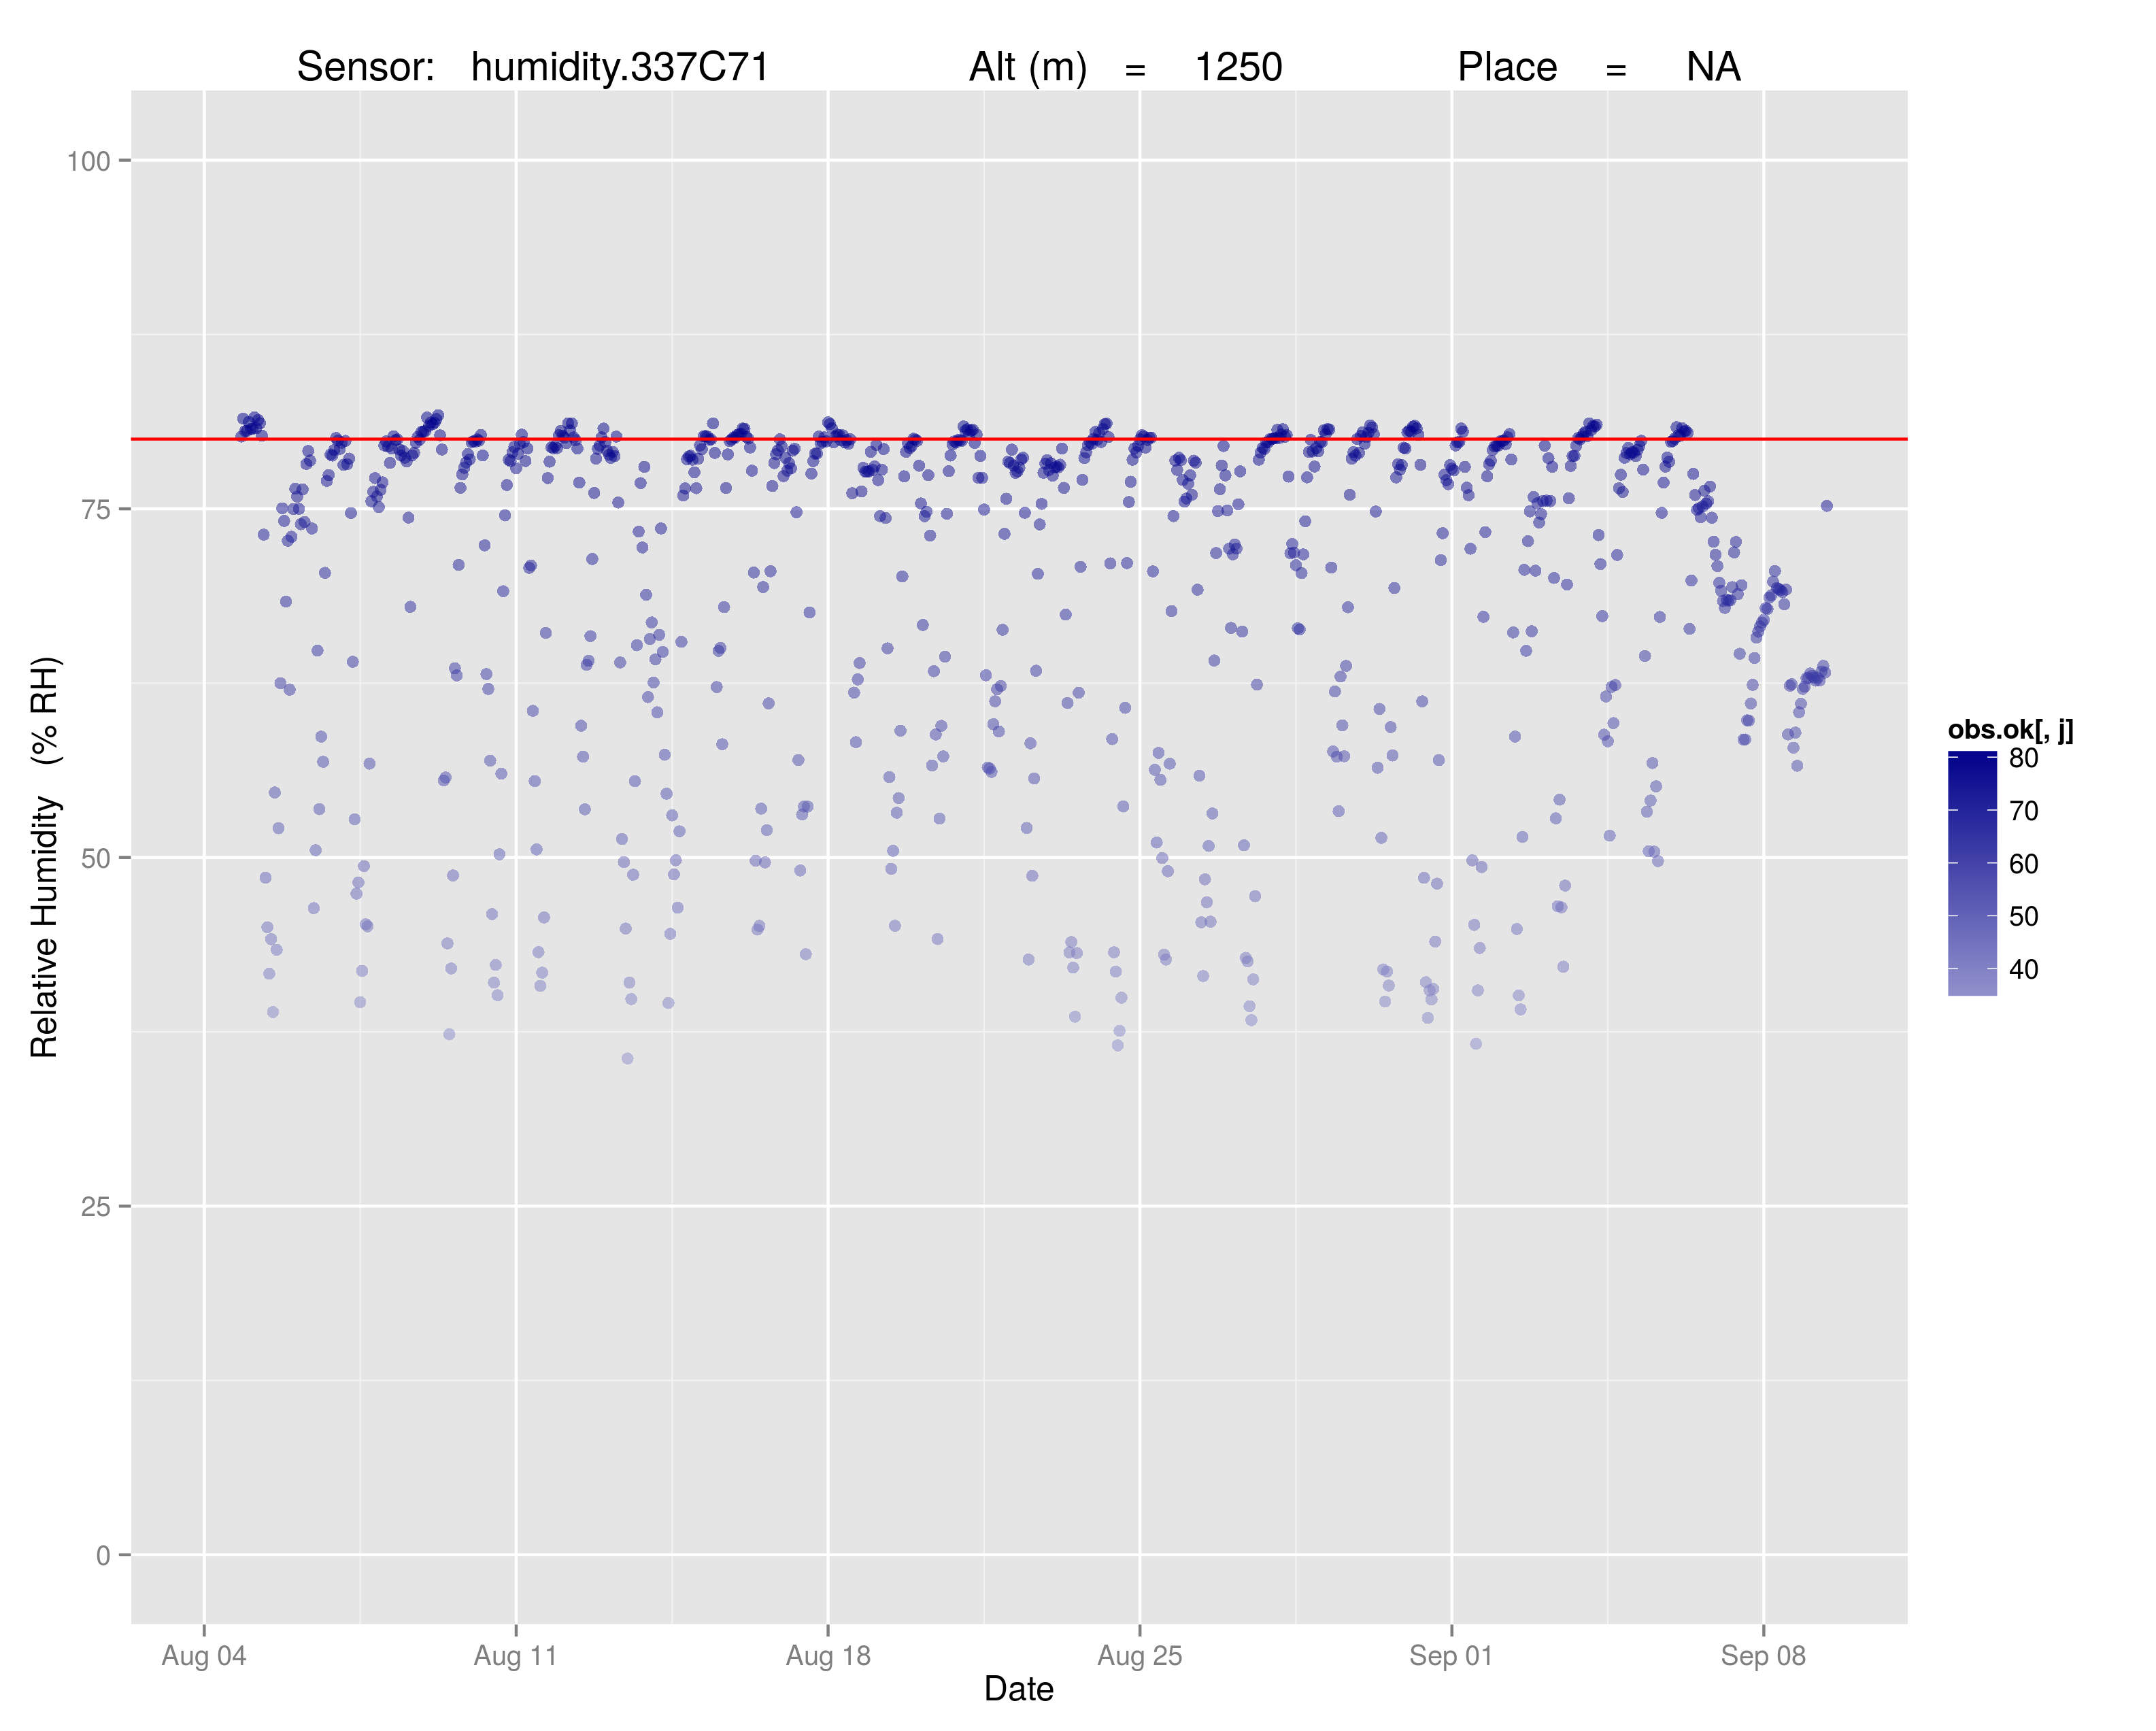 Sensor: humidity.337C71 Alt (m) = 1250 Place = NA
100
75
50
25
0
Relative Humidity (% RH)
Aug 04 Aug 11 Aug 18 Aug 25 Sep 01 Sep 08
Date
obs.ok[, j]
80
70
60
50
40